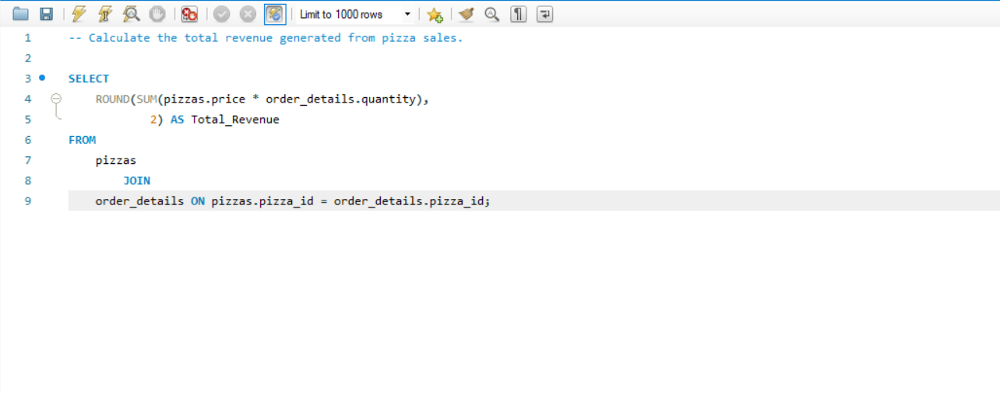 Limit to 1000 rows
1 -- Calculate the total revenue generated from pizza sales.
2
3 SELECT
4 ROUND(SUM(pizzas.price * order_details.quantity),
5 2) AS Total_Revenue
6 FROM
7 pizzas
8 JOIN
9 order_details ON pizzas.pizza_id = order_details.pizza_id;